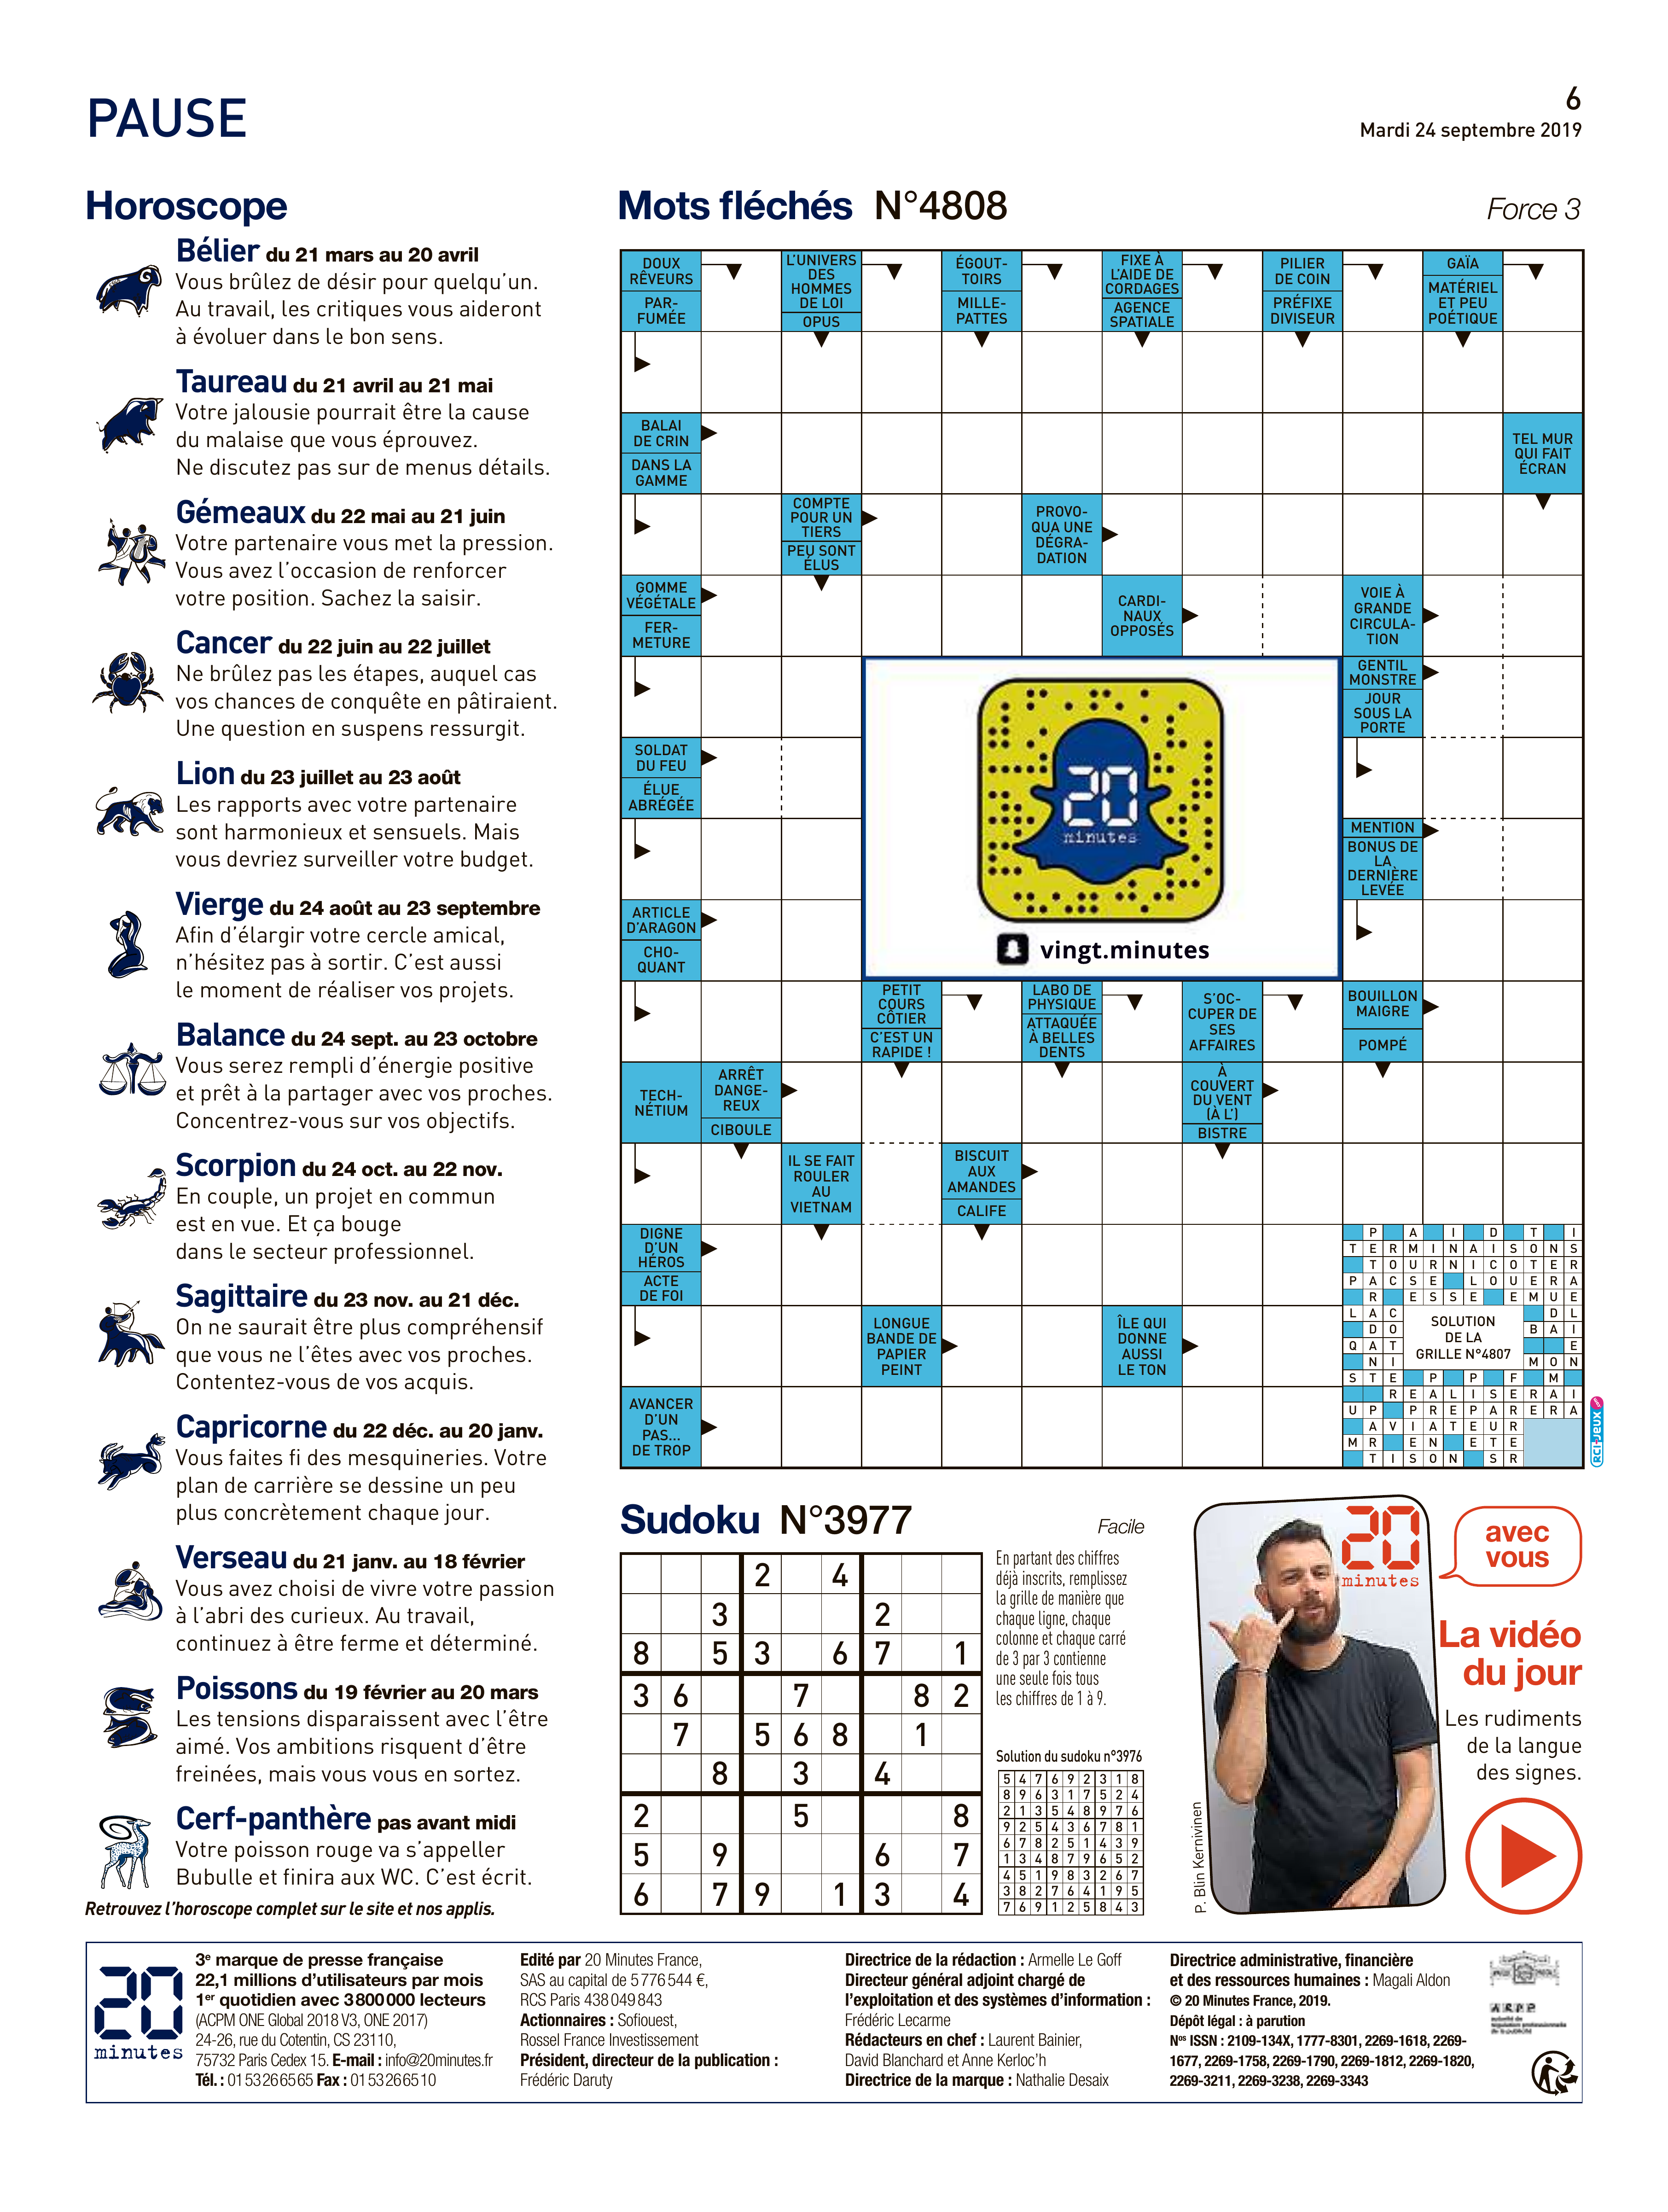 PAUSE
6
Mardi 24 septembre 2019
Horoscope
Bélier du 21 mars au 20 avril
Vous brûlez de désir pour quelqu'un.
Au travail, les critiques vous aideront
à évoluer dans le bon sens.
Taureau du 21 avril au 21 mai
Votre jalousie pourrait être la cause
du malaise que vous éprouvez.
Ne discutez pas sur de menus détails.
Gémeaux du 22 mai au 21 juin
Votre partenaire vous met la pression.
Vous avez l'occasion de renforcer
votre position. Sachez la saisir.
Cancer du 22 juin au 22 juillet
Ne brûlez pas les étapes, auquel cas
vos chances de conquête en pâtiraient.
Une question en suspens ressurgit.
Lion du 23 juillet au 23 août
Les rapports avec votre partenaire
sont harmonieux et sensuels. Mais
vous devriez surveiller votre budget.
Vierge du 24 août au 23 septembre
Afin d'élargir votre cercle amical,
n'hésitez pas à sortir. C'est aussi
le moment de réaliser vos projets.
Balance du 24 sept. au 23 octobre
Vous serez rempli d'énergie positive
et prêt à la partager avec vos proches.
Concentrez-vous sur vos objectifs.
Scorpion du 24 oct. au 22 nov.
En couple, un projet en commun
est en vue. Et ça bouge
dans le secteur professionnel.
Sagittaire du 23 nov. au 21 déc.
On ne saurait être plus compréhensif
que vous ne l'êtes avec vos proches.
Contentez-vous de vos acquis.
Capricorne du 22 déc. au 20 janv.
Vous faites fi des mesquineries. Votre
plan de carrière se dessine un peu
plus concrètement chaque jour.
Verseau du 21 janv. au 18 février
Vous avez choisi de vivre votre passion
à l'abri des curieux. Au travail,
continuez à être ferme et déterminé.
Poissons du 19 février au 20 mars
Les tensions disparaissent avec l'être
aimé. Vos ambitions risquent d'être
freinées, mais vous vous en sortez.
Cerf-panthère pas avant midi
Votre poisson rouge va s'appeller
Bubulle et finira aux WC. C'est écrit.
Retrouvez l'horoscope complet sur le site et nos applis.
Mots fléchés N°4808
Force 3
DOUX
RÊVEURS
PAR-
FUMÉE
L'UNIVERS
DES
HOMMES
DE LOI
OPUS
ÉGOUT-
TOIRS
MILLE-
PATTES
FIXE À
L'AIDE DE
CORDAGES
AGENCE
SPATIALE
PILIER
DE COIN
PRÉFIXE
DIVISEUR
GAÏA
MATÉRIEL
ET PEU
POÉTIQUE
BALAI
DE CRIN
DANS LA
GAMME
TEL MUR
QUI FAIT
ÉCRAN
COMPTE
POUR UN
TIERS
PEU SONT
ÉLUS
PROVO-
QUA UNE
DÉGRA-
DATION
GOMME
VÉGÉTALE
FER-
METURE
CARDI-
NAUX
OPPOSÉS
VOIE À
GRANDE
CIRCULA-
TION
GENTIL
MONSTRE
JOUR
SOUS LA
PORTE
SOLDAT
DU FEU
ÉLUE
ABRÉGÉE
20
minutes
vingt.minutes
MENTION
BONUS DE
LA
DERNIÈRE
LEVÉE
ARTICLE
D'ARAGON
CHO-
QUANT
PETIT
COURS
CÔTIER
C'EST UN
RAPIDE !
LABO DE
PHYSIQUE
ATTAQUÉE
À BELLES
DENTS
S'OC-
CUPER DE
SES
AFFAIRES
BOUILLON
MAIGRE
POMPÉ
TECH-
NÉTIUM
ARRÊT
DANGE-
REUX
CIBOULE
À
COUVERT
DU VENT
(À L')
BISTRE
IL SE FAIT
ROULER
AU
VIETNAM
BISCUIT
AUX
AMANDES
CALIFE
DIGNE
D'UN
HÉROS
ACTE
DE FOI
LONGUE
BANDE DE
PAPIER
PEINT
ÎLE QUI
DONNE
AUSSI
LE TON
AVANCER
D'UN
PAS...
DE TROP
P A I D T I
T E R M I N A I S O N S
T O U R N I C O T E R
P A C S E L O U E R A
R E S S E E M U E
L A C D L
D O B A I
Q A T E
N I M O N
S T E P P F M
R E A L I S E R A I
U P P R E P A R E R A
A V I A T E U R
M R E N E T E
T I S O N S R
SOLUTION
DE LA
GRILLE N°4807
RCI-JEUX
Sudoku N°3977
Facile
2 4
3 2
8 5 3 6 7 1
3 6 7 8 2
7 5 6 8 1
8 3 4
2 5 8
5 9 6 7
6 7 9 1 3 4
En partant des chiffres
déjà inscrits, remplissez
la grille de manière que
chaque ligne, chaque
colonne et chaque carré
de 3 par 3 contienne
une seule fois tous
les chiffres de 1 à 9.
Solution du sudoku n°3976
5 4 7 6 9 2 3 1 8
8 9 6 3 1 7 5 2 4
2 1 3 5 4 8 9 7 6
9 2 5 4 3 6 7 8 1
6 7 8 2 5 1 4 3 9
1 3 4 8 7 9 6 5 2
4 5 1 9 8 3 2 6 7
3 8 2 7 6 4 1 9 5
7 6 9 1 2 5 8 4 3
P. Blin Kernivinen
20
minutes
avec
vous
La vidéo
du jour
Les rudiments
de la langue
des signes.
20
minutes
3e marque de presse française
22,1 millions d'utilisateurs par mois
1er quotidien avec 3 800 000 lecteurs
(ACPM ONE Global 2018 V3, ONE 2017)
24-26, rue du Cotentin, CS 23110,
75732 Paris Cedex 15. E-mail : info@20minutes.fr
Tél. : 01 53 26 65 65 Fax : 01 53 26 65 10
Edité par 20 Minutes France,
SAS au capital de 5 776 544 €,
RCS Paris 438 049 843
Actionnaires : Sofiouest,
Rossel France Investissement
Président, directeur de la publication :
Frédéric Daruty
Directrice de la rédaction : Armelle Le Goff
Directeur général adjoint chargé de
l'exploitation et des systèmes d'information :
Frédéric Lecarme
Rédacteurs en chef : Laurent Bainier,
David Blanchard et Anne Kerloc'h
Directrice de la marque : Nathalie Desaix
Directrice administrative, financière
et des ressources humaines : Magali Aldon
© 20 Minutes France, 2019.
Dépôt légal : à parution
Nos ISSN : 2109-134X, 1777-8301, 2269-1618, 2269-
1677, 2269-1758, 2269-1790, 2269-1812, 2269-1820,
2269-3211, 2269-3238, 2269-3343
ARPP